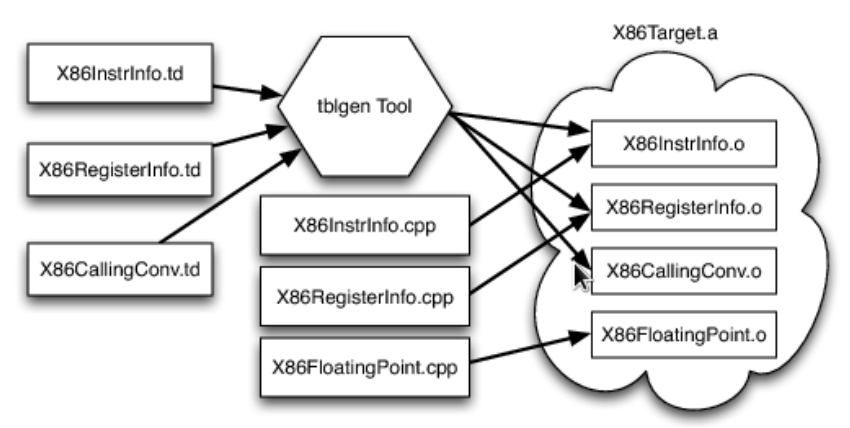 X86Target.a
X86InstrInfo.td
tblgen Tool
X86RegisterInfo.td
X86CallingConv.td
X86InstrInfo.cpp
X86RegisterInfo.cpp
X86FloatingPoint.cpp
X86InstrInfo.o
X86RegisterInfo.o
X86CallingConv.o
X86FloatingPoint.o